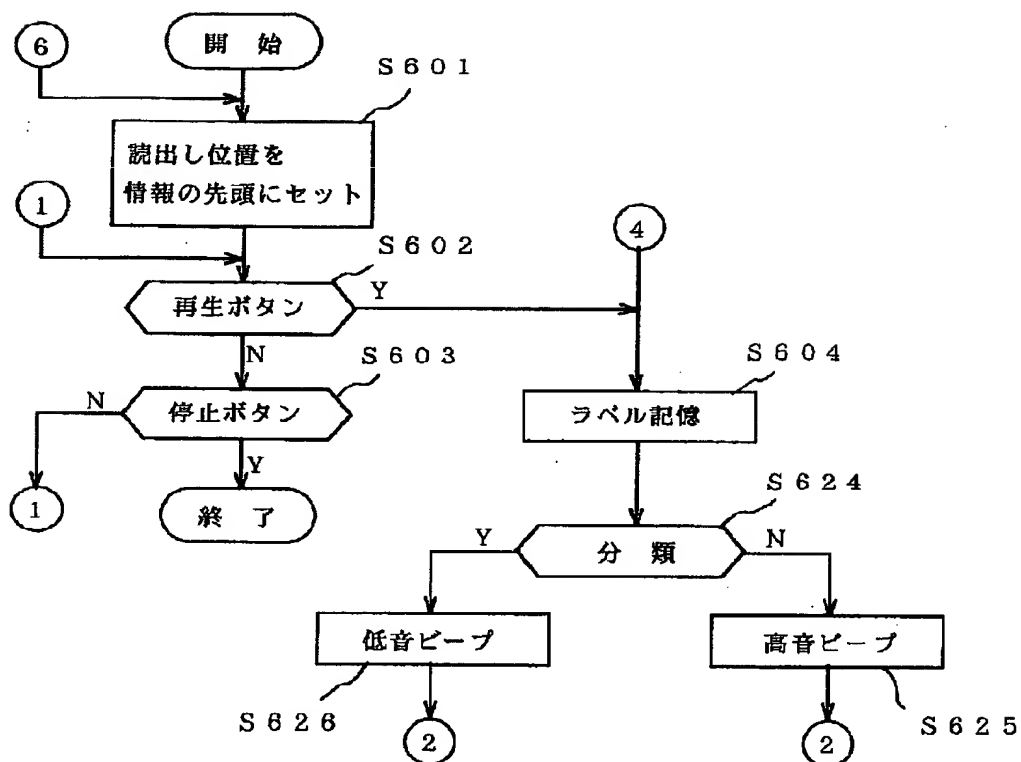 6
開 始
S601
読出し位置を
情報の先頭にセット
1
4
S602
再生ボタン
Y
N
S603
N
停止ボタン
Y
1
終 了
S604
ラベル記憶
S624
Y
分 類
N
低音ビープ
高音ビープ
S626
2
S625
2